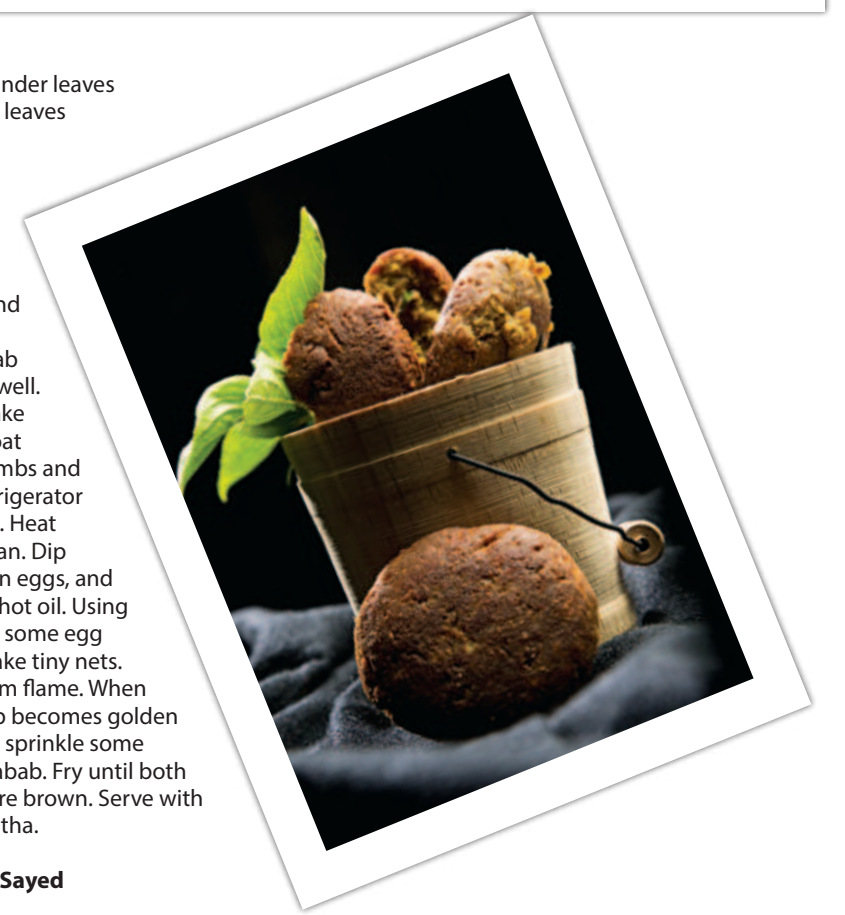 nder leaves
leaves
nd
ab
well.
ke
oat
mbs and
rigerator
. Heat
an. Dip
n eggs, and
hot oil. Using
some egg
ke tiny nets.
m flame. When
becomes golden
sprinkle some
bab. Fry until both
re brown. Serve with
tha.
Sayed